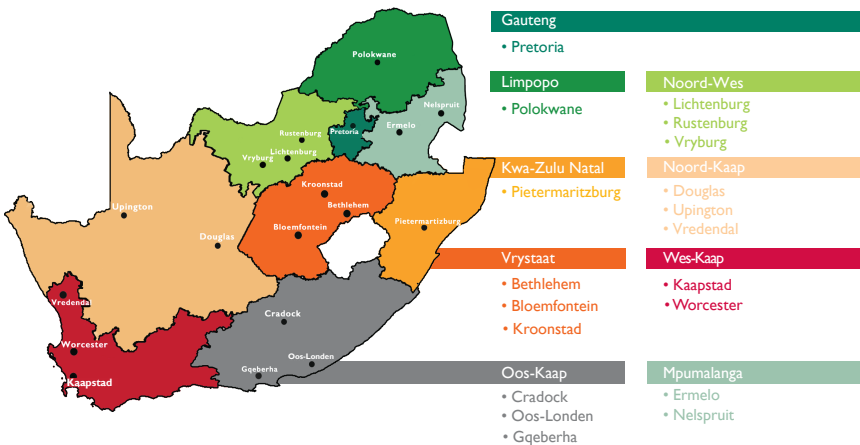 Polokwane
Nelspruit
Ermelo
Pretoria
Rustenburg
Lichtenburg
Vryburg
Kroonstad
Bethlehem
Bloemfontein
Upington
Douglas
Pietermartizburg
Vredendal
Worcester
Kaapstad
Cradock
Oos-Londen
Gqeberha
Gauteng
• Pretoria
Limpopo
• Polokwane
Noord-Wes
• Lichtenburg
• Rustenburg
• Vryburg
Kwa-Zulu Natal
• Pietermaritzburg
Noord-Kaap
• Douglas
• Upington
• Vredendal
Vrystaat
• Bethlehem
• Bloemfontein
• Kroonstad
Wes-Kaap
• Kaapstad
• Worcester
Oos-Kaap
• Cradock
• Oos-Londen
• Gqeberha
Mpumalanga
• Ermelo
• Nelspruit